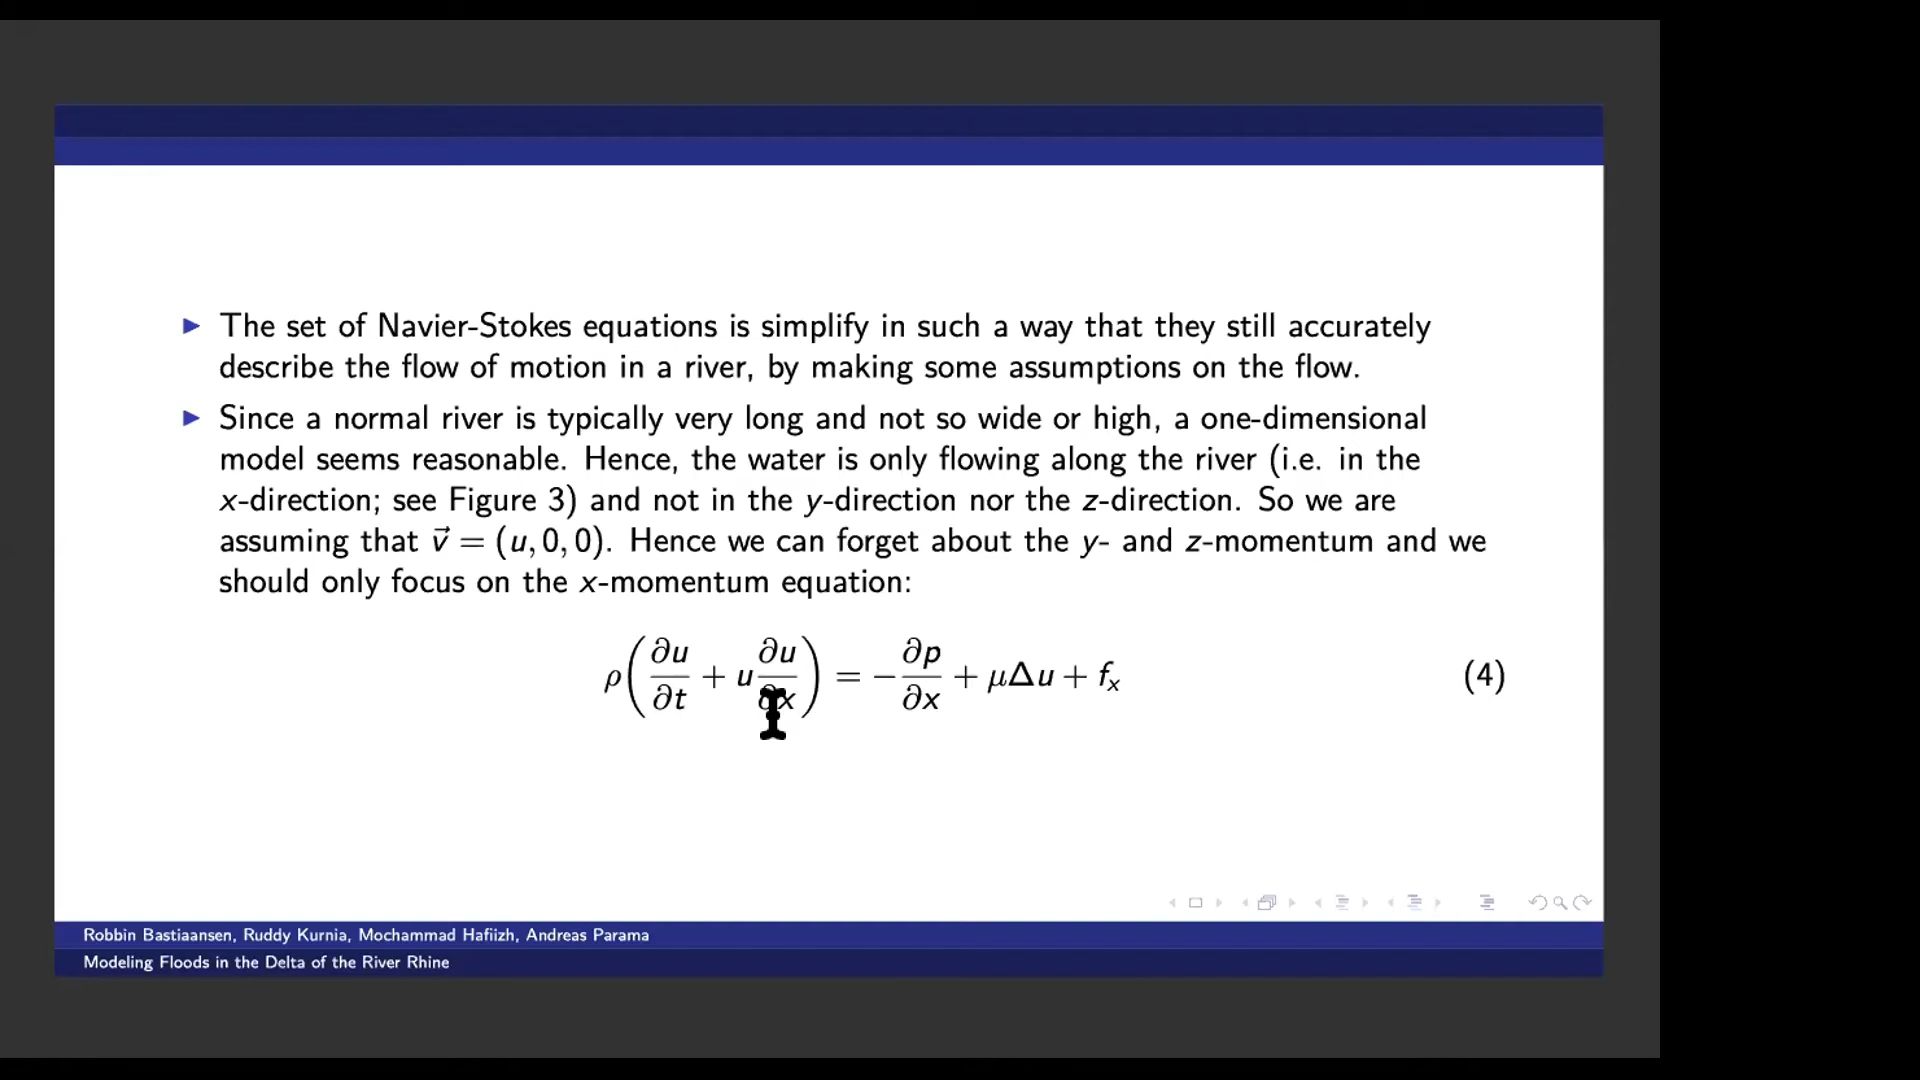 ▶ The set of Navier-Stokes equations is simplify in such a way that they still accurately
describe the flow of motion in a river, by making some assumptions on the flow.
▶ Since a normal river is typically very long and not so wide or high, a one-dimensional
model seems reasonable. Hence, the water is only flowing along the river (i.e. in the
x-direction; see Figure 3) and not in the y-direction nor the z-direction. So we are
assuming that v⃗ = (u, 0, 0). Hence we can forget about the y- and z-momentum and we
should only focus on the x-momentum equation:
ρ(∂u/∂t + u ∂u/∂x) = −∂p/∂x + μΔu + fₓ (4)
Robbin Bastiaansen, Ruddy Kurnia, Mochammad Hafiizh, Andreas Parama
Modeling Floods in the Delta of the River Rhine